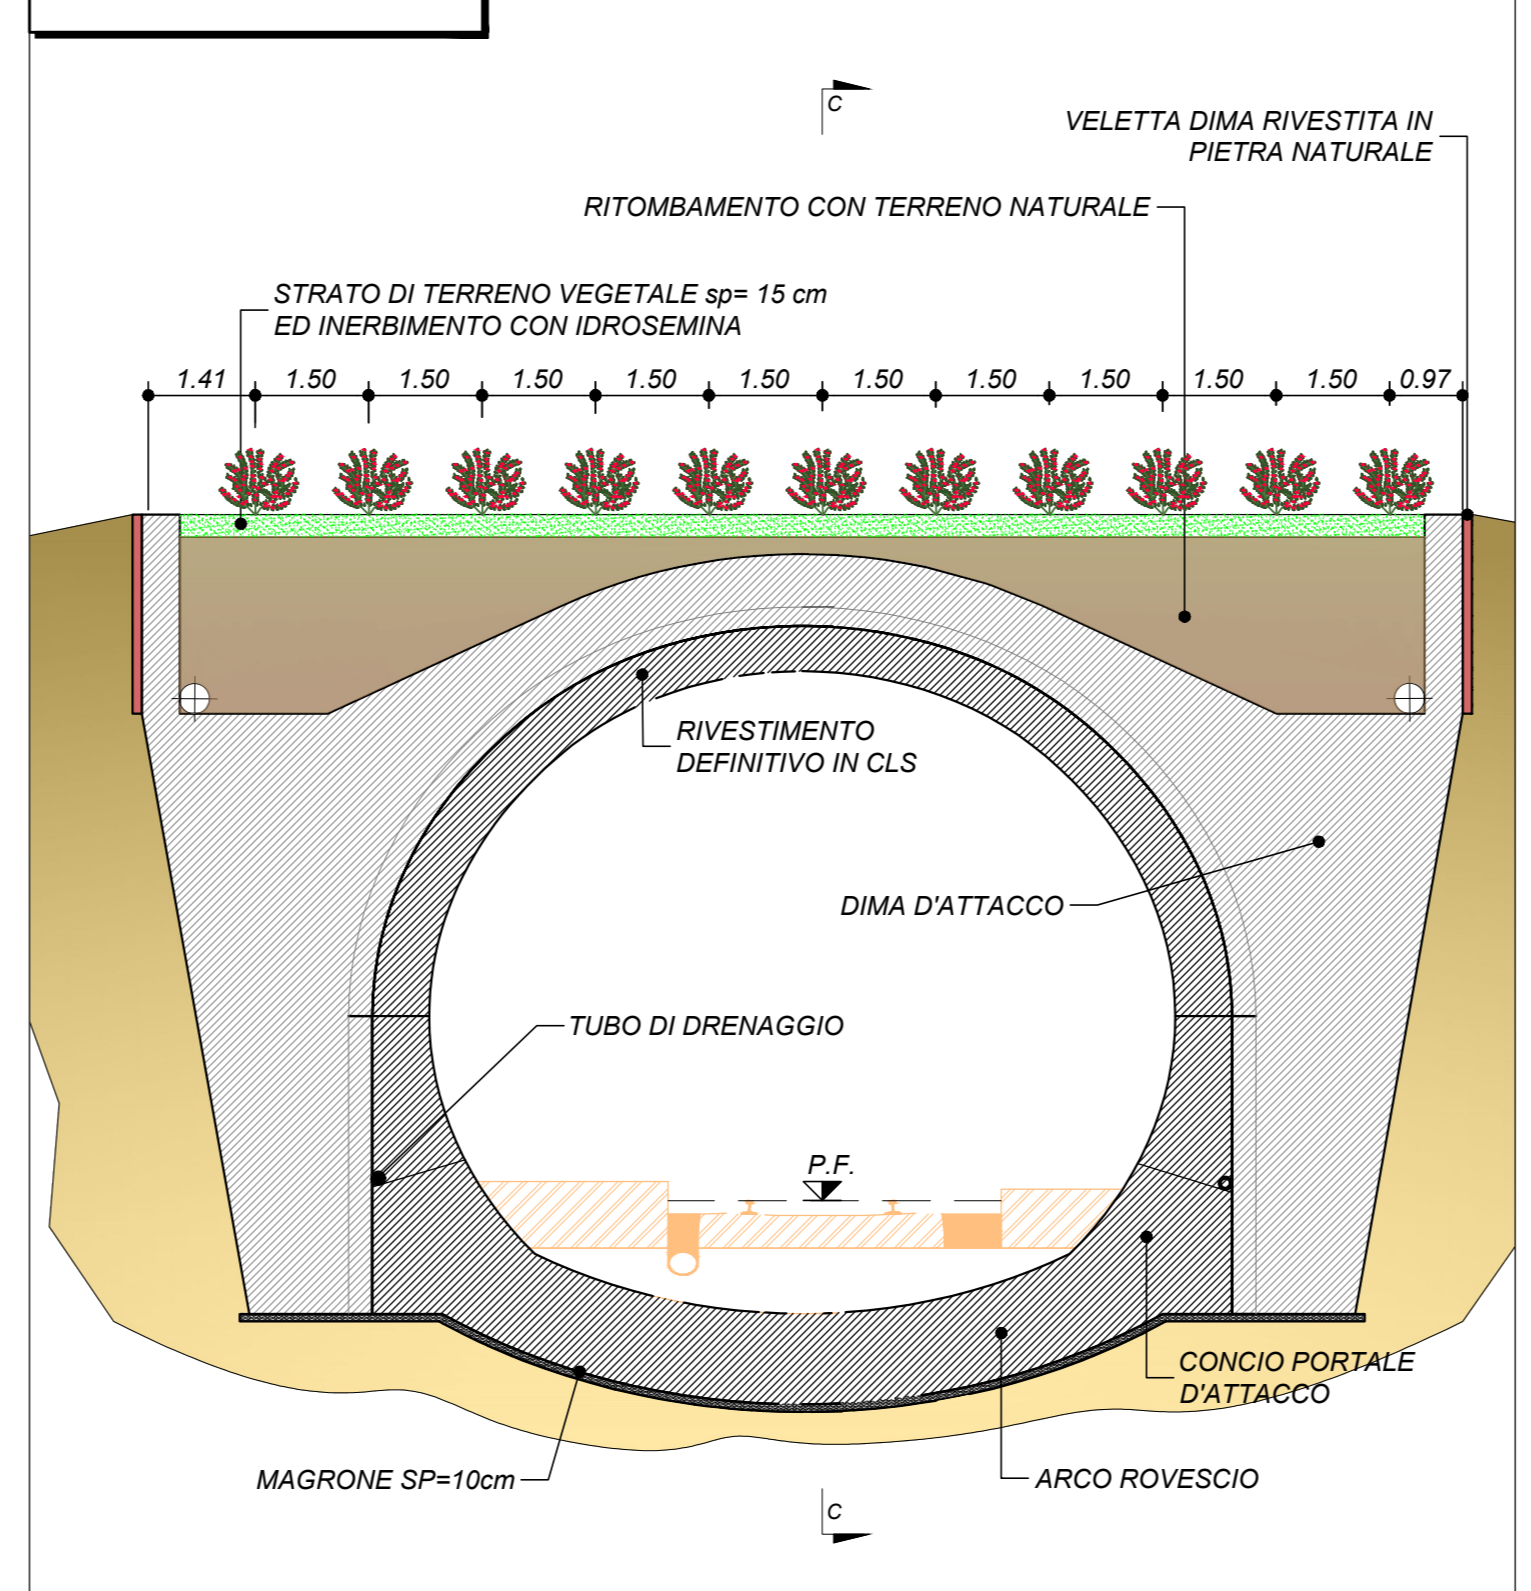 C
VELETTA DIMA RIVESTITA IN
PIETRA NATURALE
RITOMBAMENTO CON TERRENO NATURALE
STRATO DI TERRENO VEGETALE sp= 15 cm
ED INERBIMENTO CON IDROSEMINA
1.41 1.50 1.50 1.50 1.50 1.50 1.50 1.50 1.50 1.50 1.50 0.97
RIVESTIMENTO
DEFINITIVO IN CLS
DIMA D'ATTACCO
TUBO DI DRENAGGIO
P.F.
CONCIO PORTALE
D'ATTACCO
MAGRONE SP=10cm
ARCO ROVESCIO
C